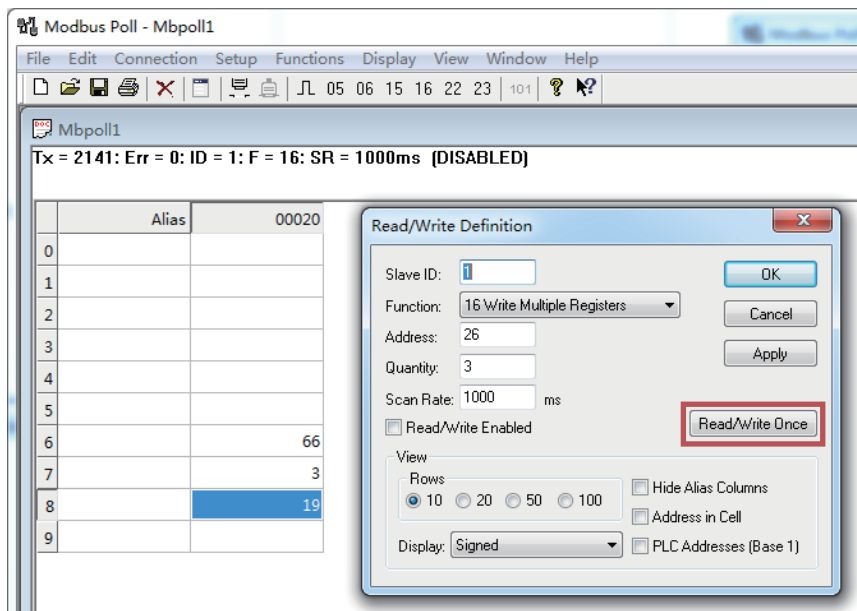 Modbus Poll - Mbpoll1
File Edit Connection Setup Functions Display View Window Help
05 06 15 16 22 23 101
Mbpoll1
Tx = 2141: Err = 0: ID = 1: F = 16: SR = 1000ms (DISABLED)
Alias 00020
0
1
2
3
4
5
6 66
7 3
8 19
9
Read/Write Definition
Slave ID: 1
OK
Function: 16 Write Multiple Registers
Cancel
Address: 26
Quantity: 3
Apply
Scan Rate: 1000 ms
Read/Write Enabled
Read/Write Once
View
Rows
10 20 50 100
Hide Alias Columns
Address in Cell
Display: Signed
PLC Addresses (Base 1)